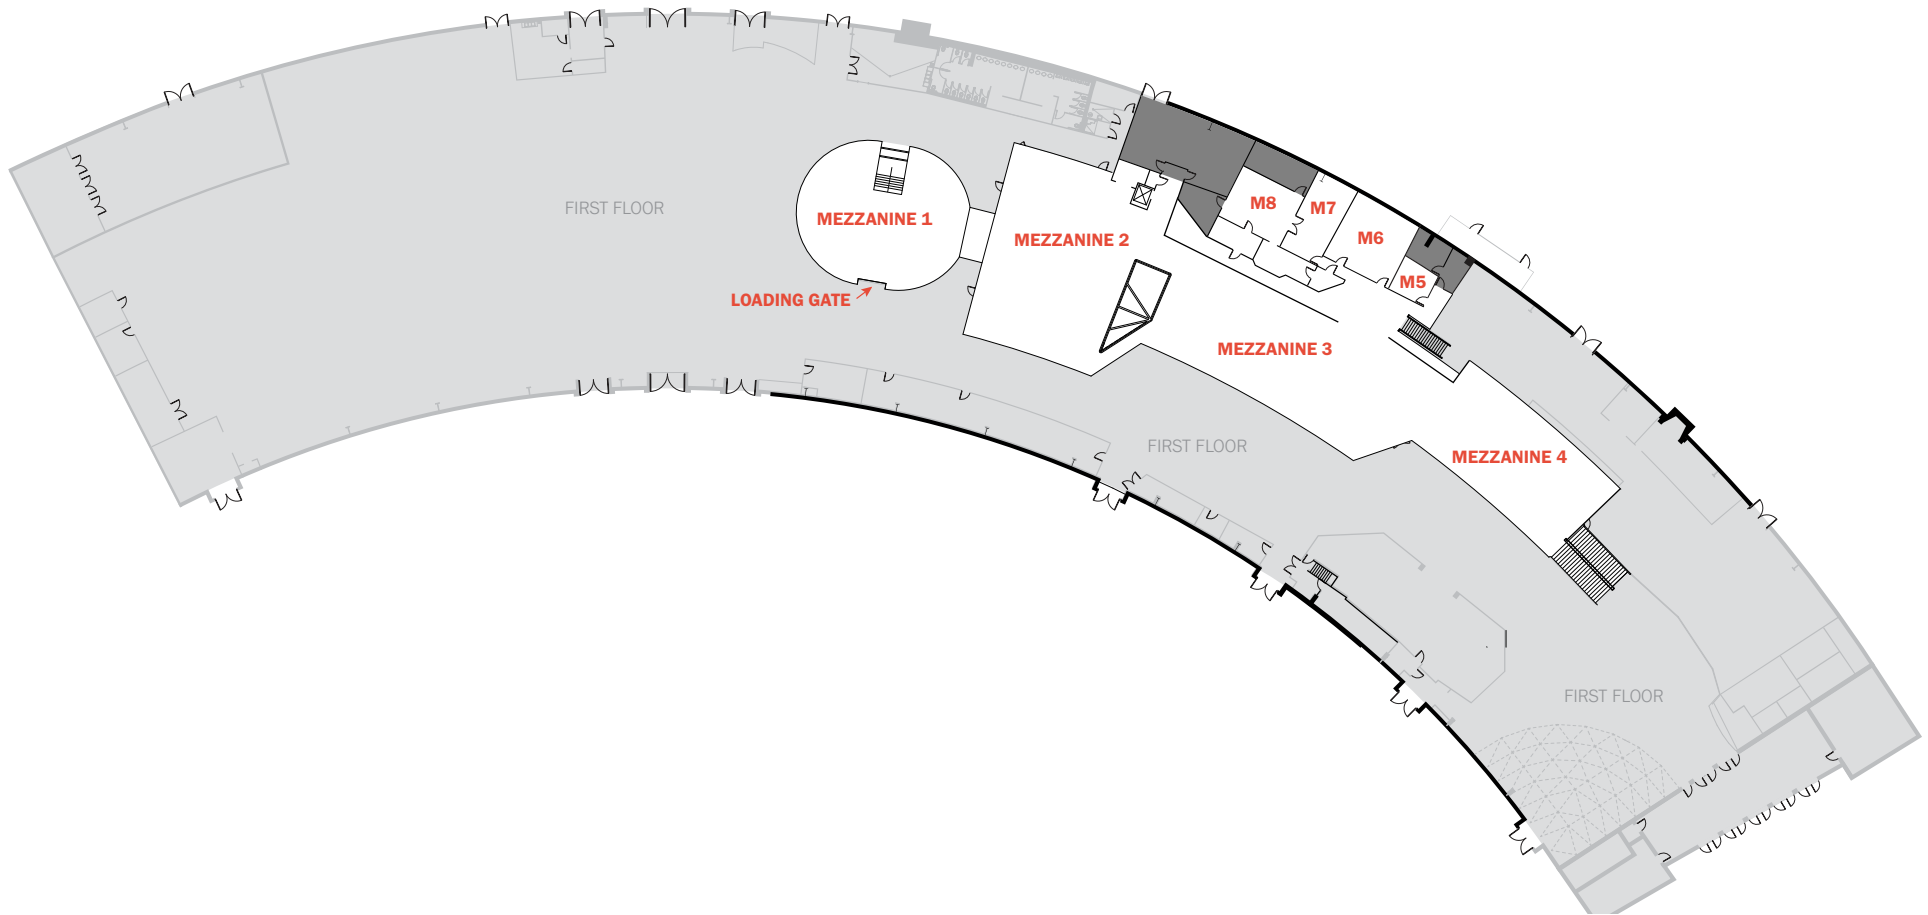 FIRST FLOOR
MEZZANINE 1
LOADING GATE
MEZZANINE 2
M8
M7
M6
M5
MEZZANINE 3
FIRST FLOOR
MEZZANINE 4
FIRST FLOOR